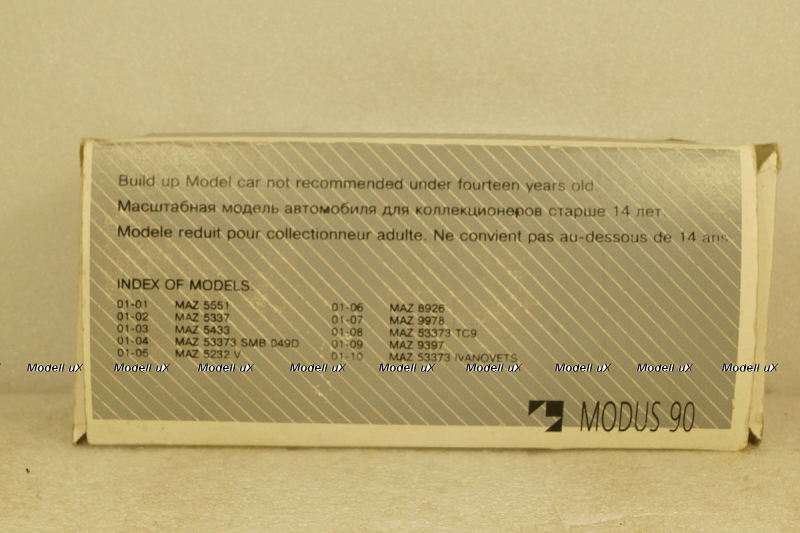 Build up Model car not recommended under fourteen years old
Масштабная модель автомобиля для коллекционеров старше 14 лет.
Modele reduit pour collectionneur adulte. Ne convient pas au-dessous de 14 ans
INDEX OF MODELS:
01-01 MAZ 5551
01-02 MAZ 5337
01-03 MAZ 5433
01-04 MAZ 53373 SMB 049D
01-05 MAZ 5232 V
01-06 MAZ 8926
01-07 MAZ 9978
01-08 MAZ 53373 TC9
01-09 MAZ 9397
01-10 MAZ 53373 IVANOVETS
Modell uX Modell uX Modell uX Modell uX Modell uX Modell uX Modell uX Modell uX Modell uX
MODUS 90